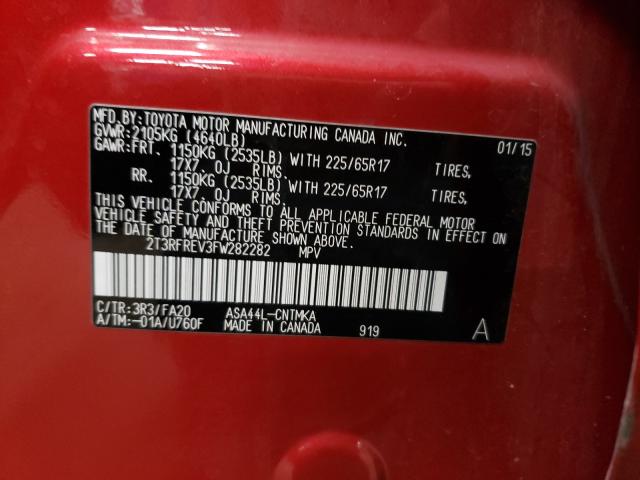 MFD.BY:TOYOTA MOTOR MANUFACTURING CANADA INC.
GVWR:2105KG (4640LB) 01/15
GAWR:FRT. 1150KG (2535LB) WITH 225/65R17 TIRES,
17X7 0J RIMS.
RR. 1150KG (2535LB) WITH 225/65R17 TIRES,
17X7 0J RIMS.
THIS VEHICLE CONFORMS TO ALL APPLICABLE FEDERAL MOTOR
VEHICLE SAFETY AND THEFT PREVENTION STANDARDS IN EFFECT ON
THE DATE OF MANUFACTURE SHOWN ABOVE.
2T3RFREV3FW282282 MPV
C/TR:3R3/FA20 ASA44L-CNTMKA
A/TM:-01A/U760F MADE IN CANADA 919 A